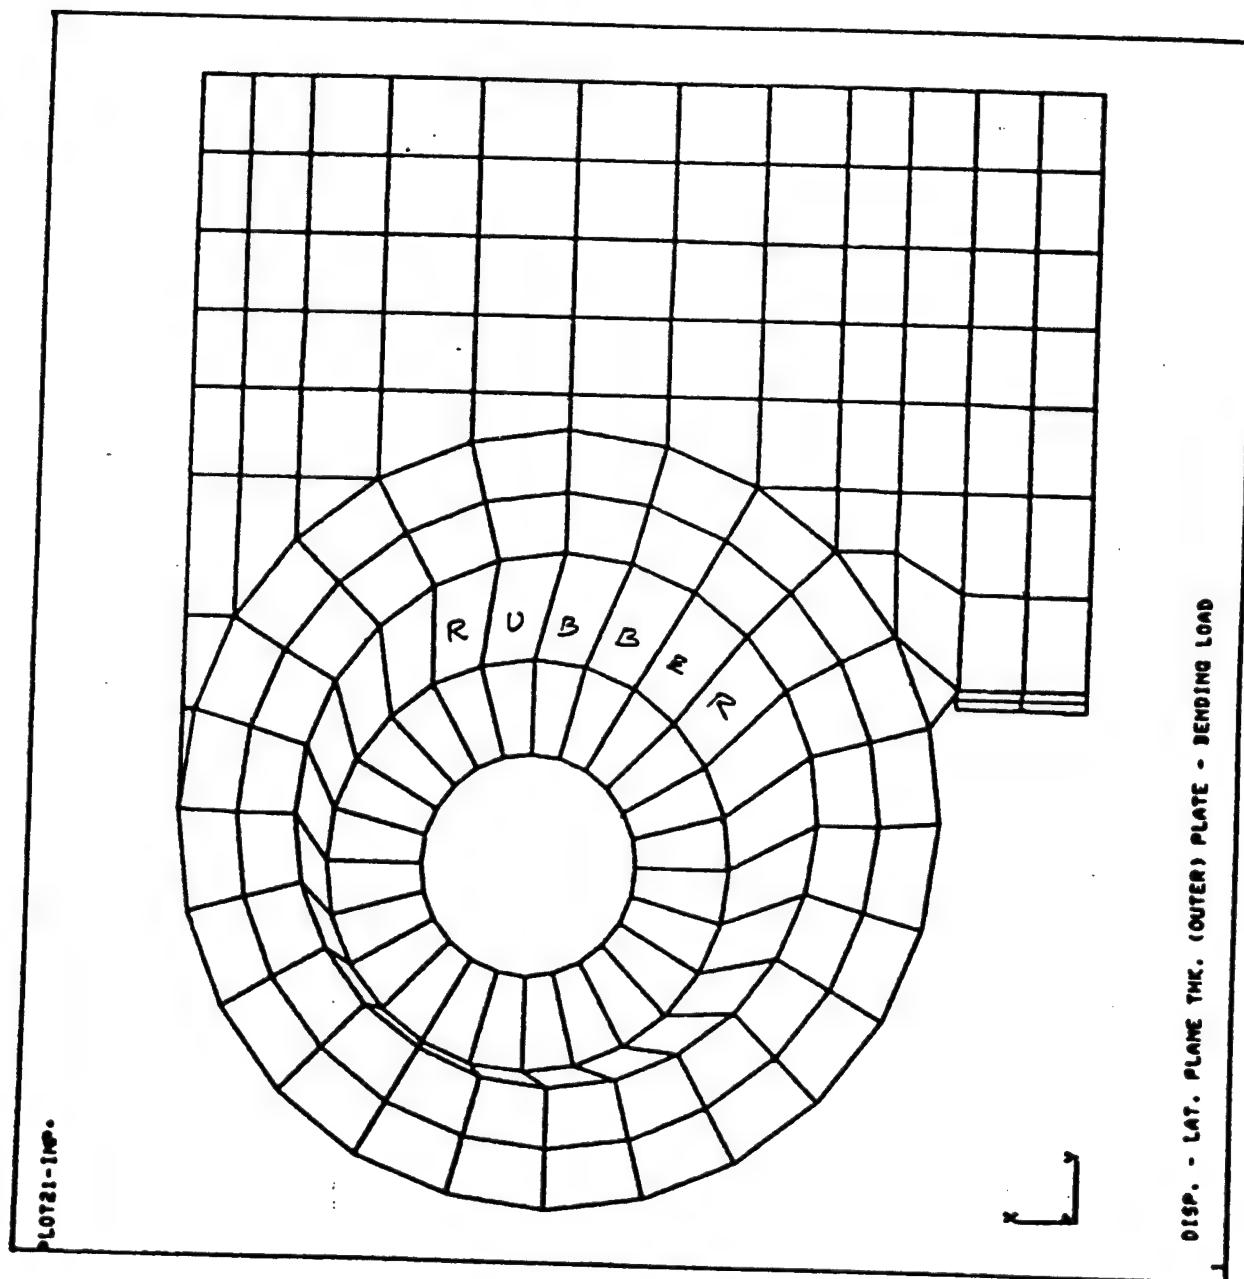 PLOT21-IMP.
RUBBER
X
Y
Z
DISP. - LAT. PLANE THK. (OUTER) PLATE - BENDING LOAD